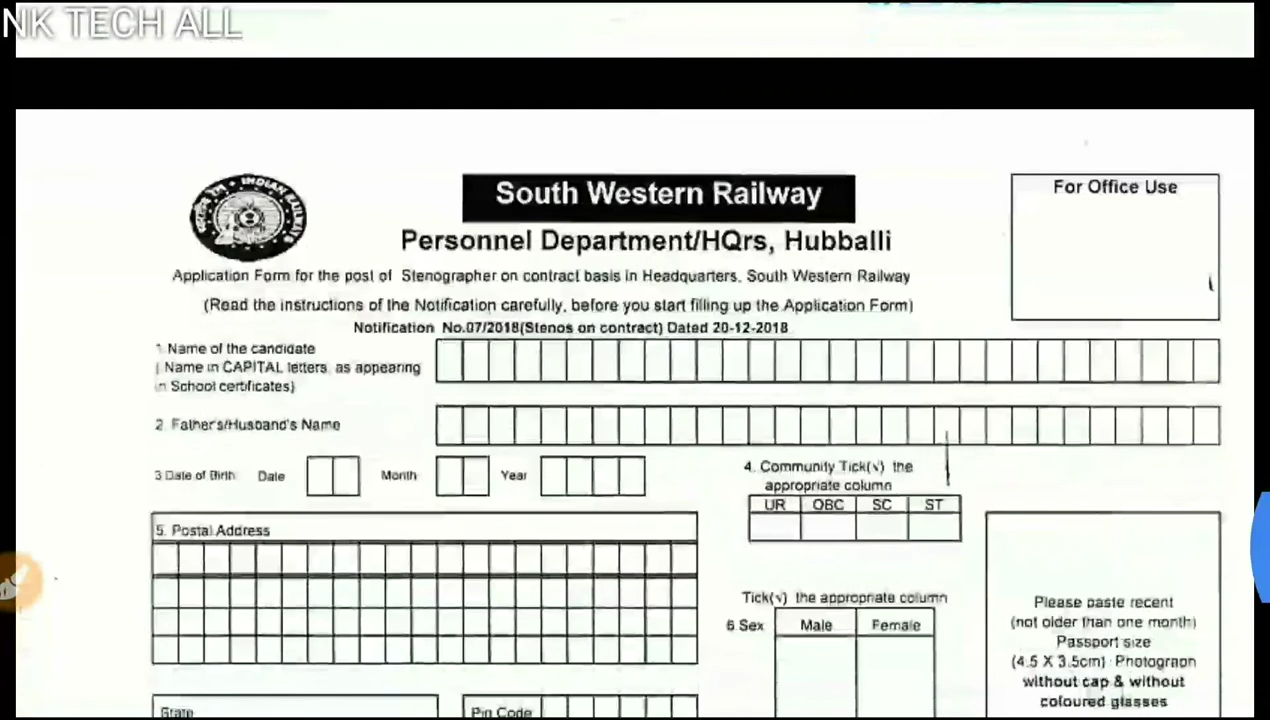 NK TECH ALL
INDIAN RAILWAY
South Western Railway
For Office Use
Personnel Department/HQrs, Hubballi
Application Form for the post of Stenographer on contract basis in Headquarters, South Western Railway
(Read the instructions of the Notification carefully, before you start filling up the Application Form)
Notification No.07/2018(Stenos on contract) Dated 20-12-2018
1. Name of the candidate
( Name in CAPITAL letters, as appearing
in School certificates)
2. Father's/Husband's Name
3 Date of Birth Date Month Year
4. Community Tick(√) the
appropriate column
UR OBC SC ST
5. Postal Address
Tick(√) the appropriate column
6 Sex Male Female
Please paste recent
(not older than one month)
Passport size
(4.5 X 3.5cm) Photograph
without cap & without
coloured glasses
State Pin Code